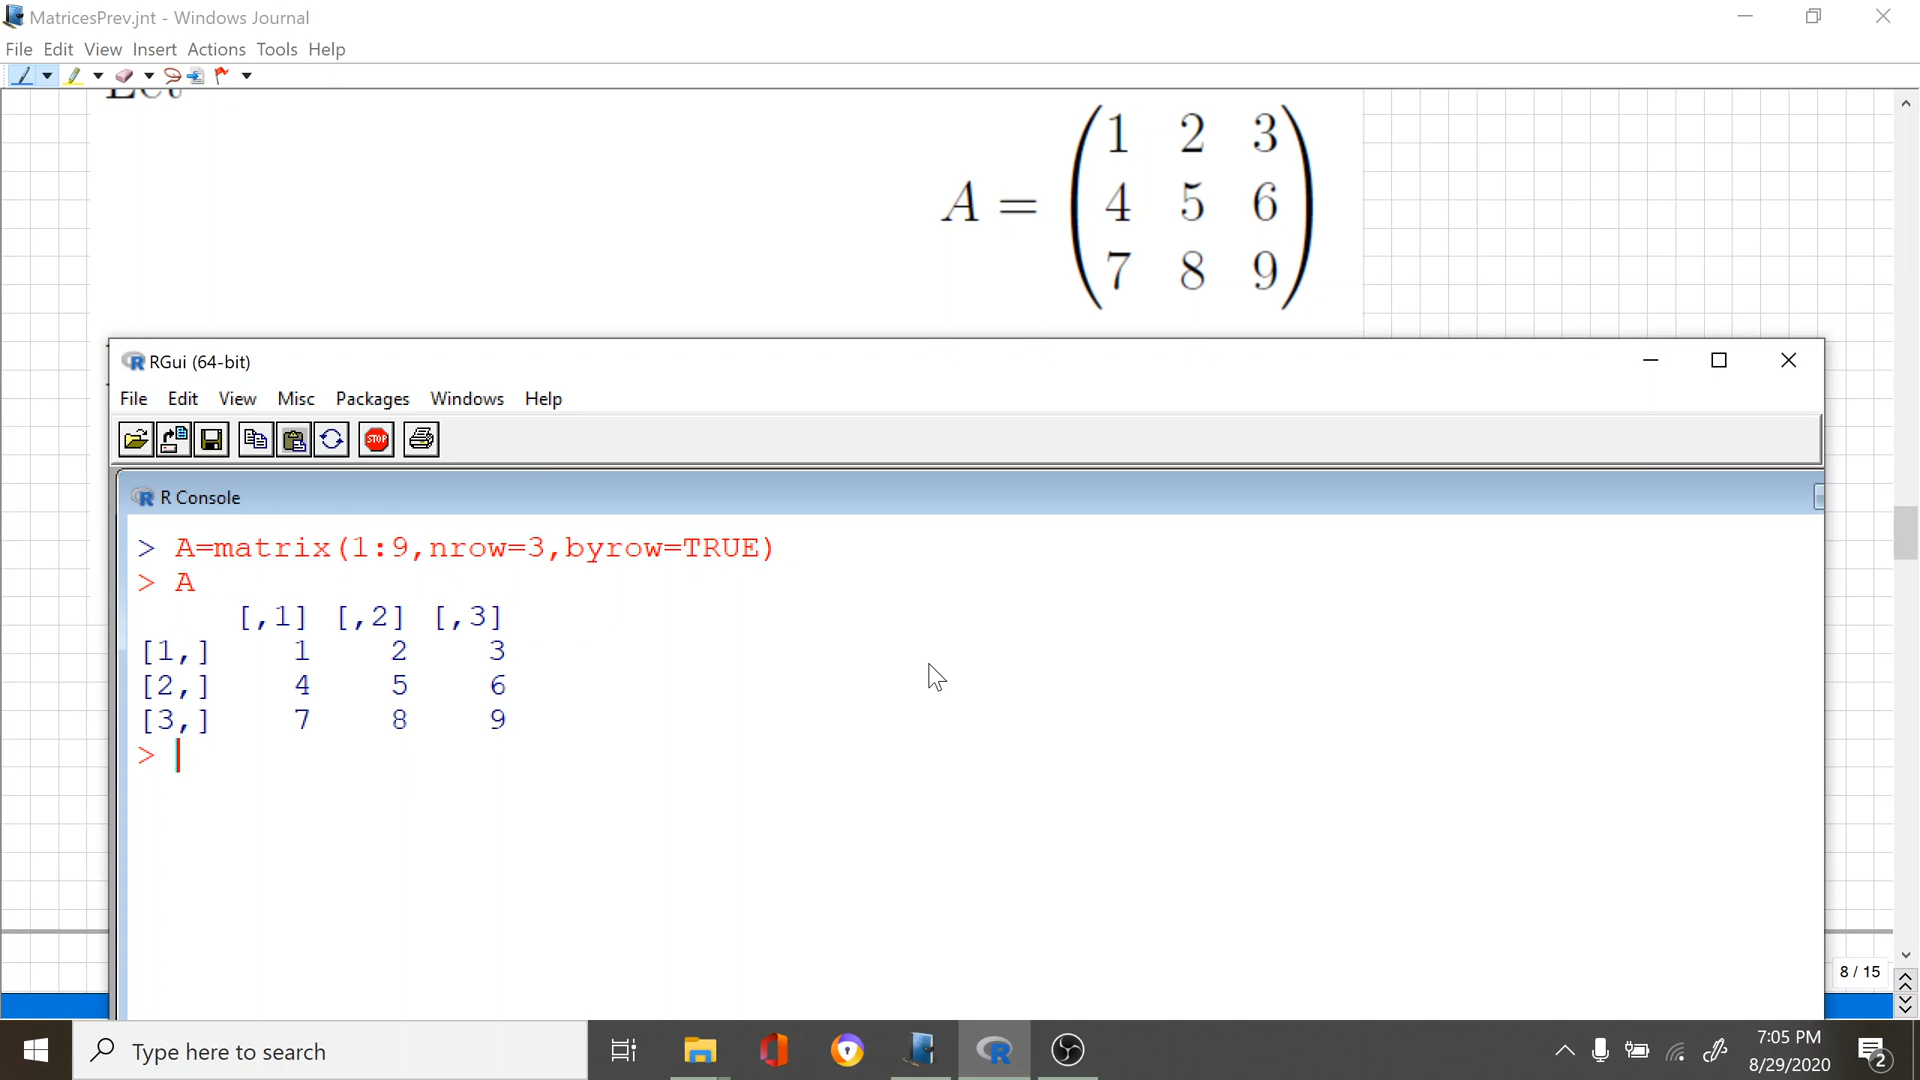 MatricesPrev.jnt - Windows Journal
File Edit View Insert Actions Tools Help
A = (1 2 3
4 5 6
7 8 9)
RGui (64-bit)
File Edit View Misc Packages Windows Help
STOP
R Console
> A=matrix(1:9,nrow=3,byrow=TRUE)
> A
[,1] [,2] [,3]
[1,] 1 2 3
[2,] 4 5 6
[3,] 7 8 9
>
8 / 15
Type here to search
7:05 PM
8/29/2020
2